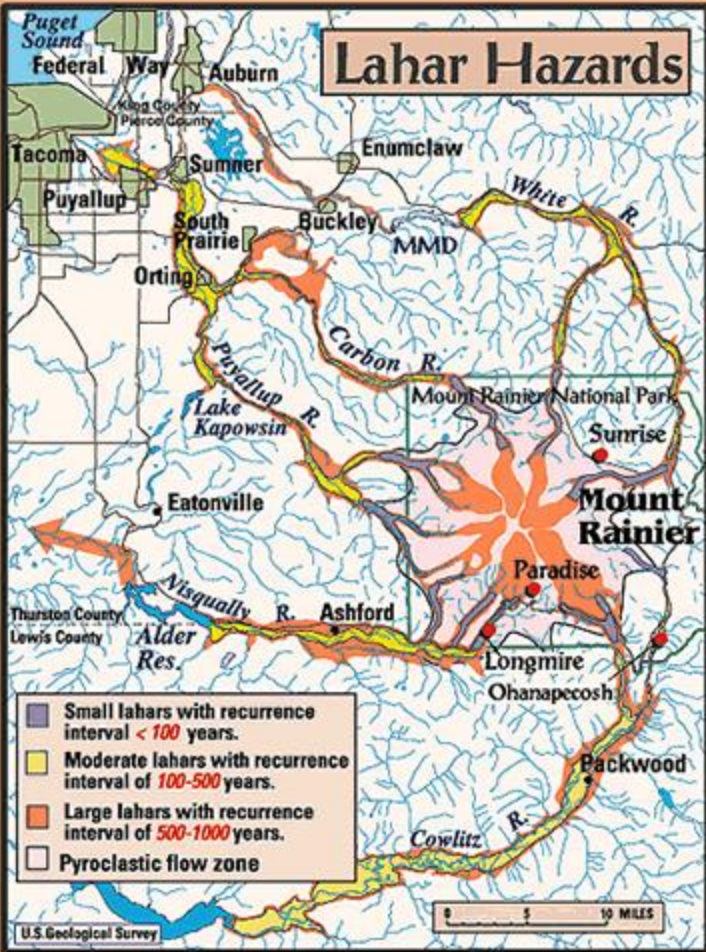 Lahar Hazards
Puget
Sound
Federal Way
Auburn
King County
Pierce County
Tacoma
Sumner
Enumclaw
Puyallup
White R.
South
Prairie
Buckley
MMD
Orting
Carbon R.
Puyallup R.
Mount Rainier National Park
Lake
Kapowsin
Sunrise
Eatonville
Mount
Rainier
Paradise
Nisqually R.
Ashford
Thurston County
Lewis County
Alder
Res.
Longmire
Ohanapecosh
Small lahars with recurrence
interval < 100 years.
Moderate lahars with recurrence
interval of 100-500 years.
Large lahars with recurrence
interval of 500-1000 years.
Pyroclastic flow zone
Packwood
Cowlitz R.
0 5 10 MILES
U.S. Geological Survey